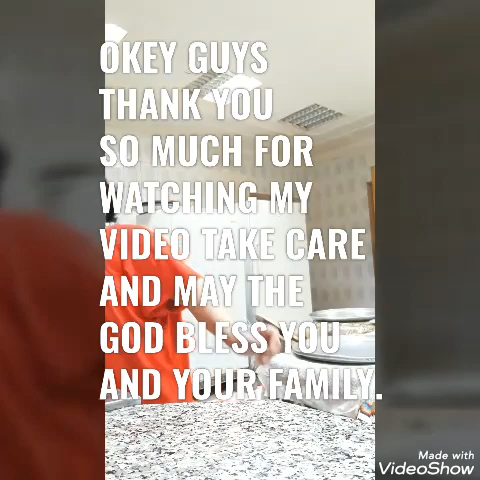 OKEY GUYS
THANK YOU
SO MUCH FOR
WATCHING MY
VIDEO TAKE CARE
AND MAY THE
GOD BLESS YOU
AND YOUR FAMILY.
Made with
VideoShow